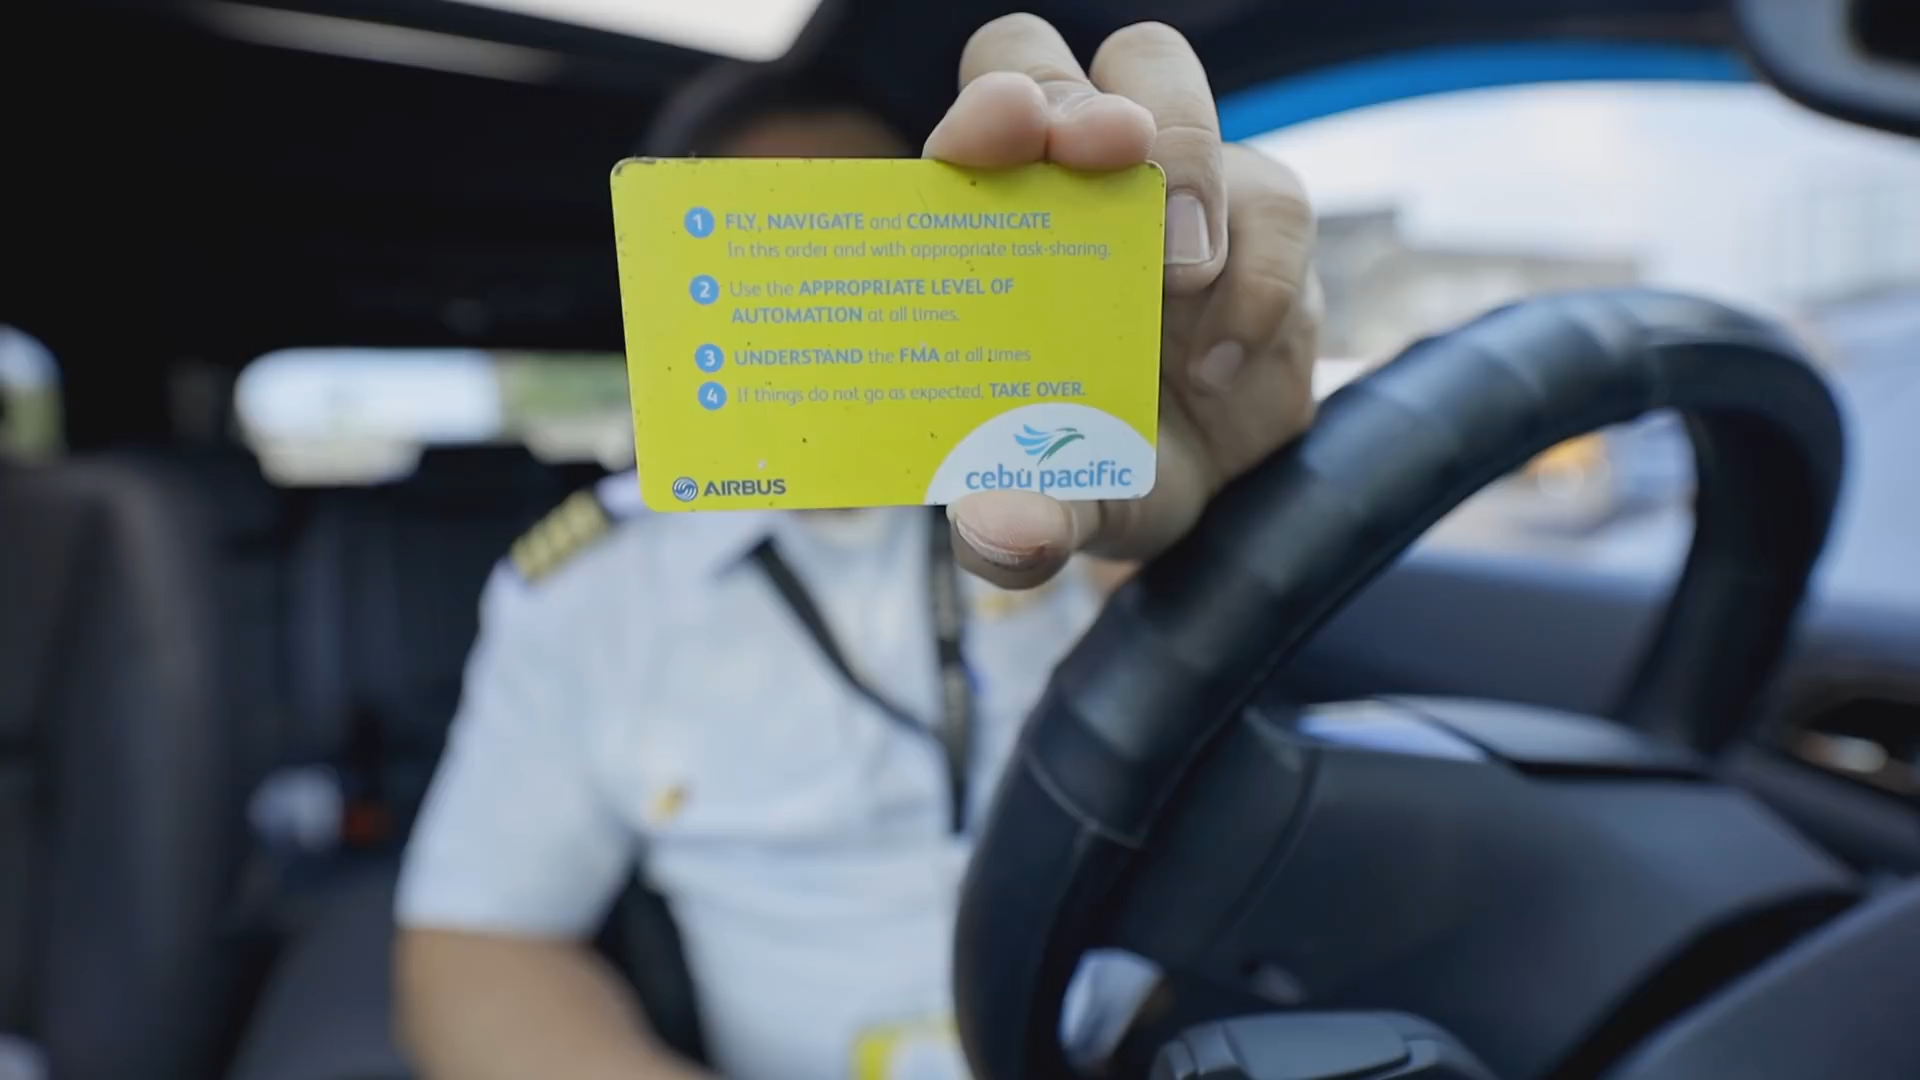 1 FLY, NAVIGATE and COMMUNICATE
In this order and with appropriate task-sharing.
2 Use the APPROPRIATE LEVEL OF
AUTOMATION at all times.
3 UNDERSTAND the FMA at all times
4 If things do not go as expected, TAKE OVER.
AIRBUS
cebu pacific